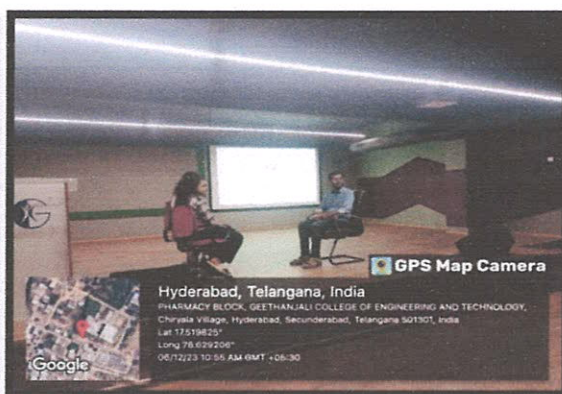 G
GPS Map Camera
Hyderabad, Telangana, India
PHARMACY BLOCK, GEETHANJALI COLLEGE OF ENGINEERING AND TECHNOLOGY,
Chiryala Village, Hyderabad, Secunderabad, Telangana 501301, India
Lat 17.519825°
Long 78.629206°
06/12/23 10:55 AM GMT +05:30
Google